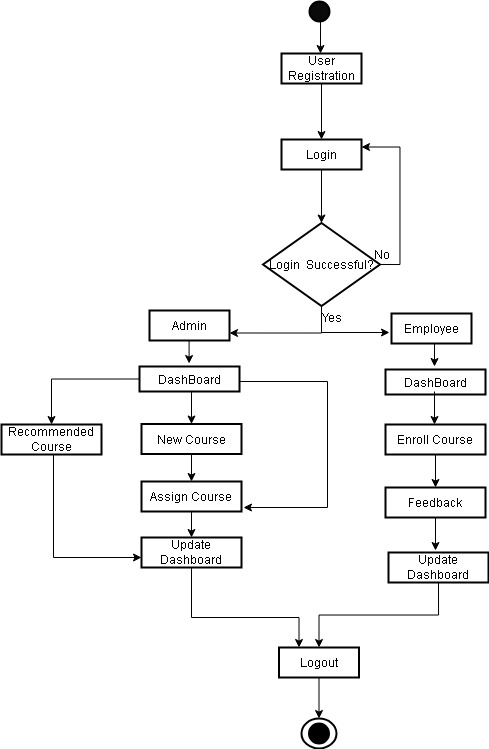 User
Registration
Login
Login Successful?
No
Yes
Admin
Employee
DashBoard
DashBoard
Recommended
Course
New Course
Enroll Course
Assign Course
Feedback
Update
Dashboard
Update
Dashboard
Logout